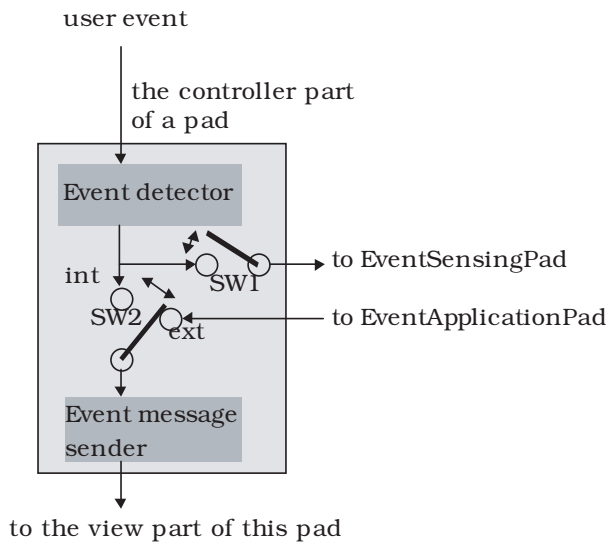 user event
the controller part
of a pad
Event detector
to EventSensingPad
int
SW1
SW2
ext
to EventApplicationPad
Event message
sender
to the view part of this pad